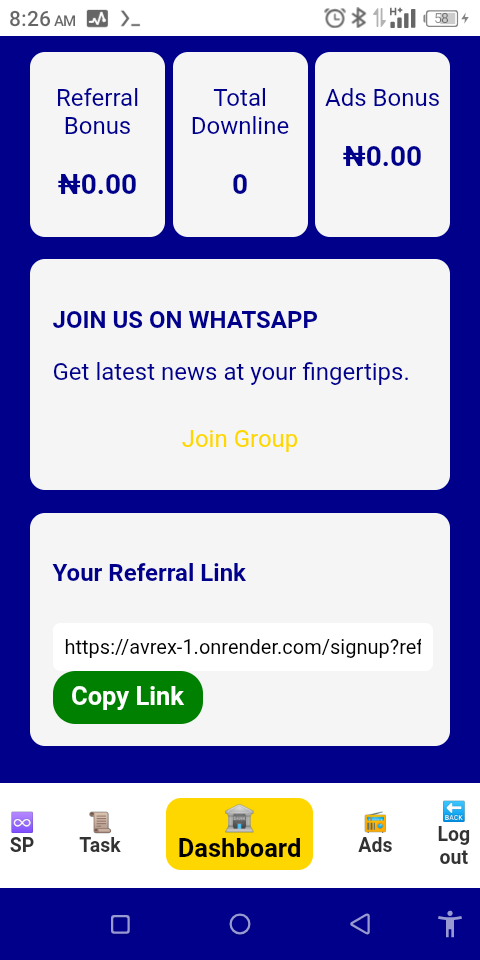 8:26 AM
58
Referral
Bonus
₦0.00
Total
Downline
0
Ads Bonus
₦0.00
JOIN US ON WHATSAPP
Get latest news at your fingertips.
Join Group
Your Referral Link
https://avrex-1.onrender.com/signup?ref
Copy Link
SP
Task
Dashboard
Ads
BACK
Log
out